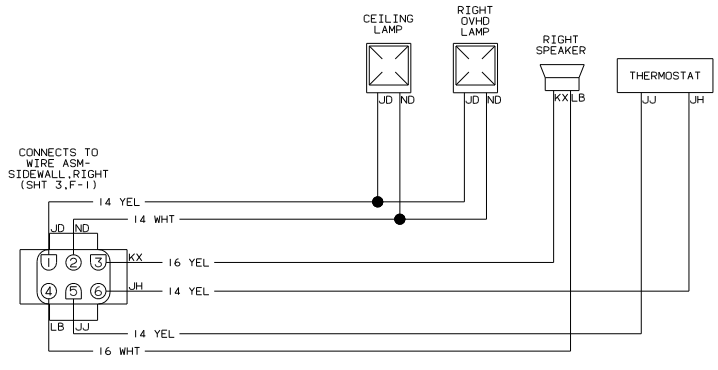 CEILING
LAMP
RIGHT
OVHD
LAMP
RIGHT
SPEAKER
THERMOSTAT
JD ND
JD ND
KX LB
JJ
JH
CONNECTS TO
WIRE ASM-
SIDEWALL,RIGHT
(SHT 3,F-1)
14 YEL
14 WHT
JD ND
1 2 3
KX
16 YEL
4 5 6
JH
14 YEL
LB JJ
14 YEL
16 WHT